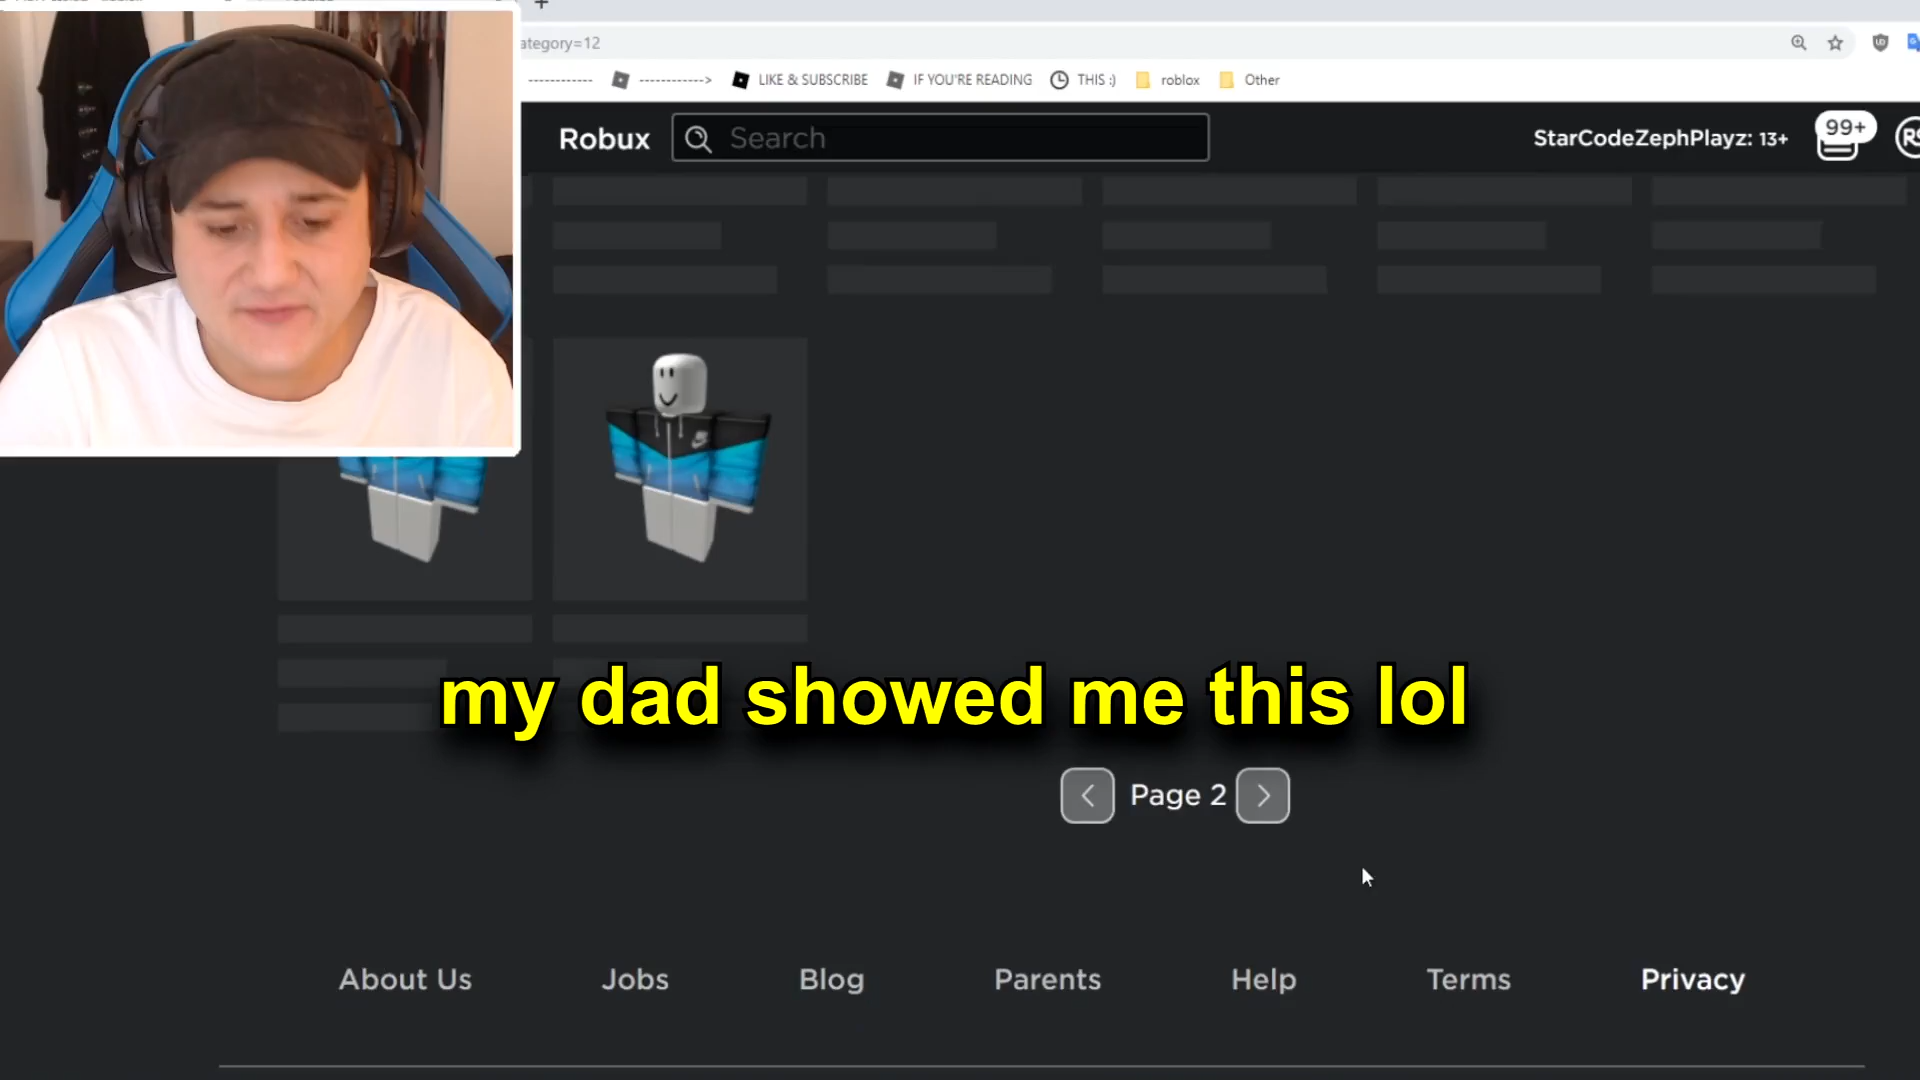 ategory=12
------------ ------------> LIKE & SUBSCRIBE IF YOU'RE READING THIS :) roblox Other
Robux Search StarCodeZephPlayz: 13+ 99+
my dad showed me this lol
Page 2
About Us Jobs Blog Parents Help Terms Privacy